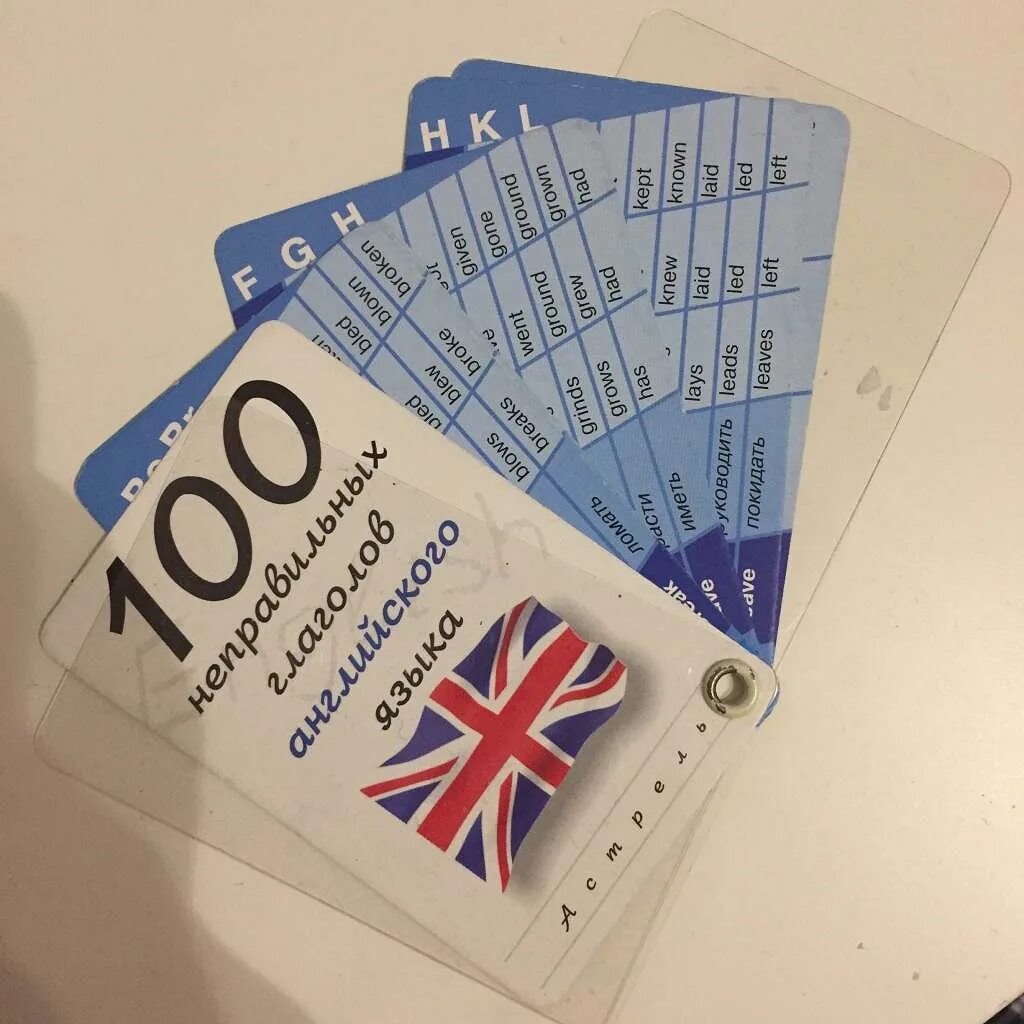 100
неправильных
глаголов
английского
языка
Астрель
H K L
F G H
kept
known
knew laid
laid led
led left
left
lays
leads
leaves
покидать
given
gone
ground
grown
had
went
ground
grew
had
grinds
grows
has
иметь
bled
blown
broken
bled
blew
broke
blows
breaks
ломать